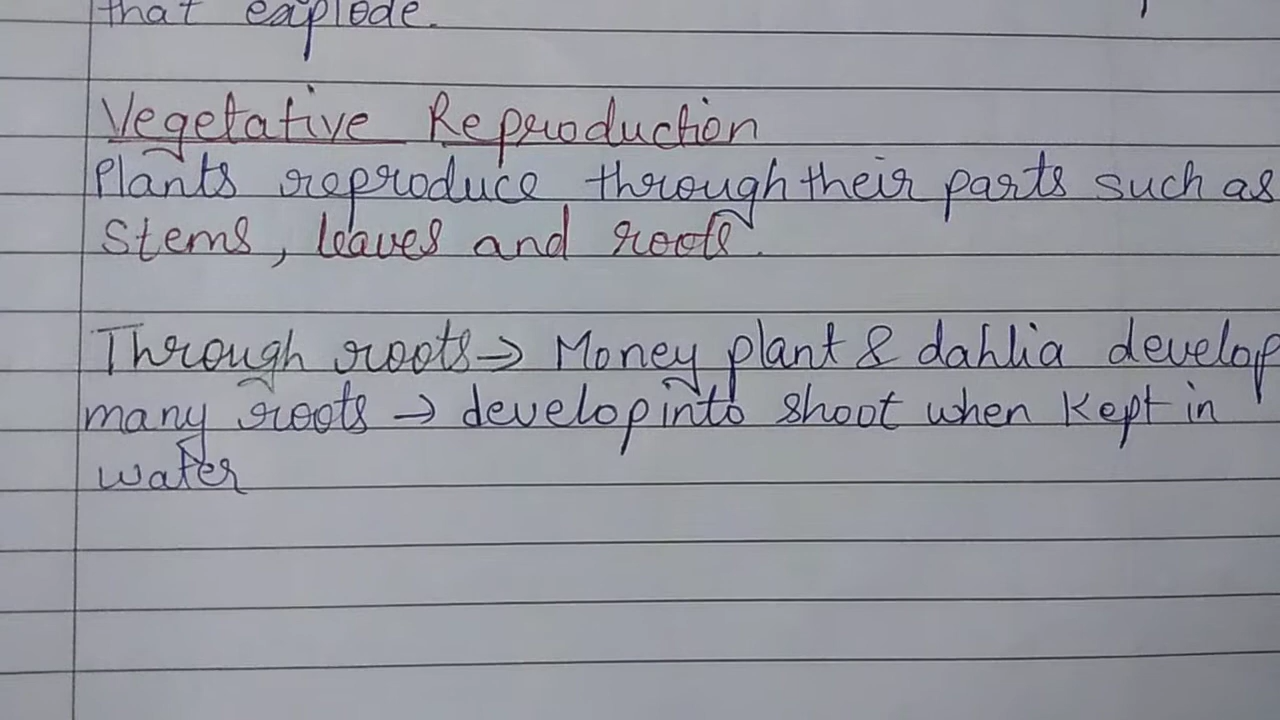 that explode.
Vegetative Reproduction
Plants reproduce through their parts such as
stems, leaves and roots.
Through roots → Money plant & dahlia develop
many roots → develop into shoot when kept in
water